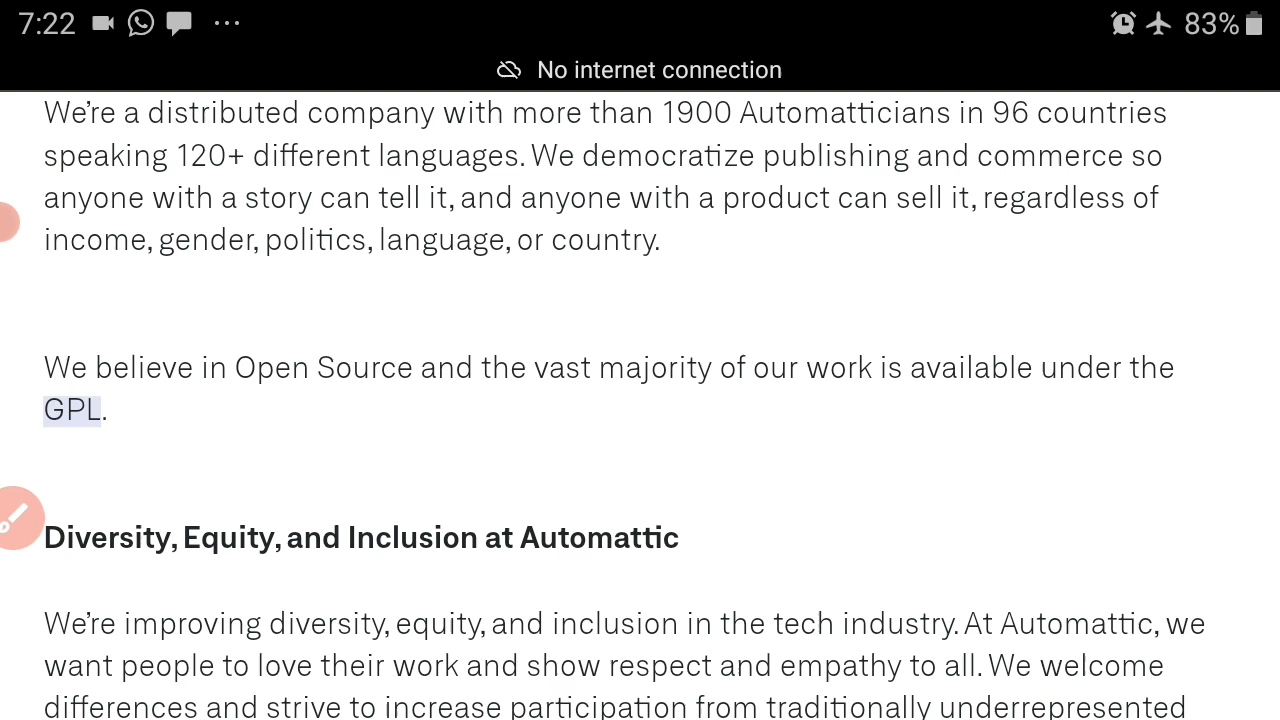 7:22
83%
No internet connection
We’re a distributed company with more than 1900 Automatticians in 96 countries
speaking 120+ different languages. We democratize publishing and commerce so
anyone with a story can tell it, and anyone with a product can sell it, regardless of
income, gender, politics, language, or country.
We believe in Open Source and the vast majority of our work is available under the
GPL.
Diversity, Equity, and Inclusion at Automattic
We’re improving diversity, equity, and inclusion in the tech industry. At Automattic, we
want people to love their work and show respect and empathy to all. We welcome
differences and strive to increase participation from traditionally underrepresented